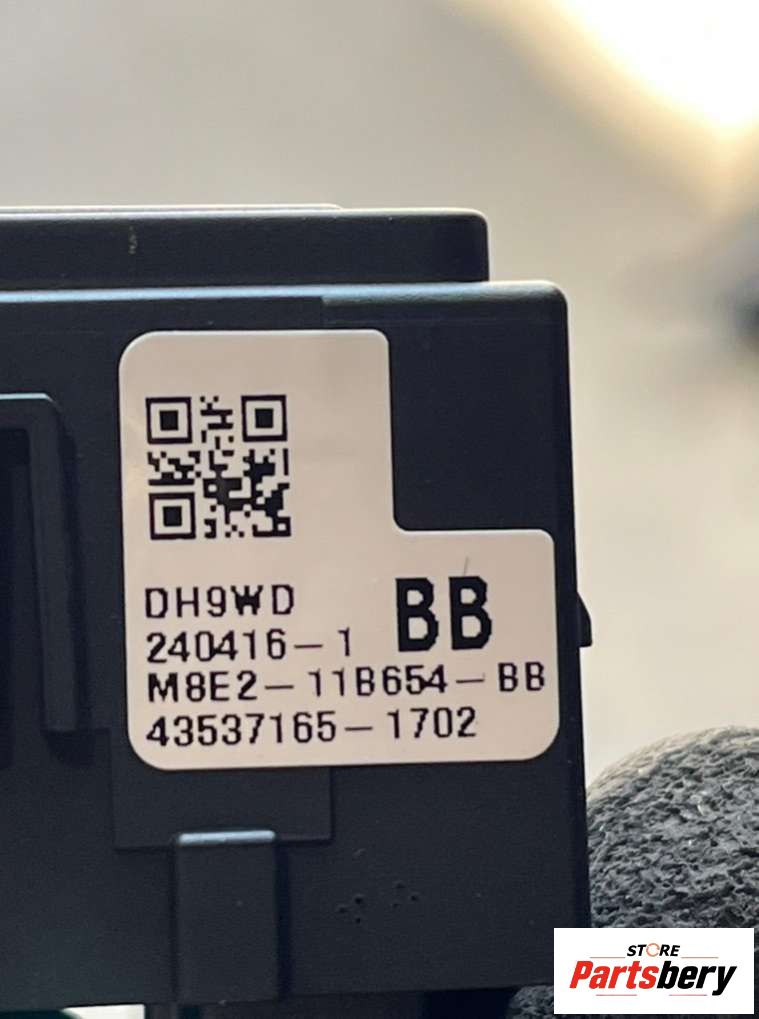 DH9WD
240416-1 BB
M8E2-11B654-BB
43537165-1702
STORE
Partsbery